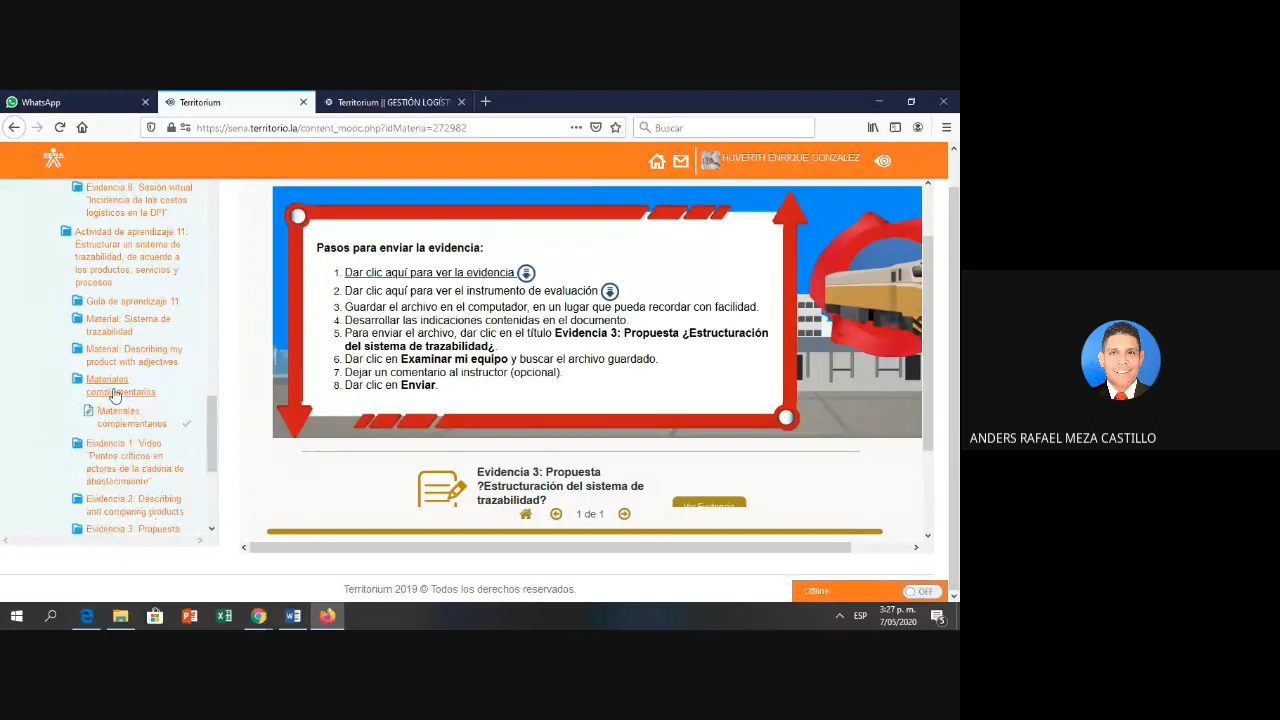 WhatsApp
Territorium
Territorium || GESTIÓN LOGÍST
https://sena.territorio.la/content_mooc.php?idMateria=272982
Buscar
SENA
HUVERTH ENRIQUE GONZALEZ
Evidencia 8: Sesión virtual
"Incidencia de los costos
logísticos en la DFI"
Actividad de aprendizaje 11:
Estructurar un sistema de
trazabilidad, de acuerdo a
los productos, servicios y
procesos
Guía de aprendizaje 11
Material: Sistema de
trazabilidad
Material: Describing my
product with adjectives
Materiales
complementarios
Materiales
complementarios
Evidencia 1: Video
"Puntos críticos en
actores de la cadena de
abastecimiento"
Evidencia 2: Describing
and comparing products
Evidencia 3: Propuesta
Pasos para enviar la evidencia:
1. Dar clic aquí para ver la evidencia
2. Dar clic aquí para ver el instrumento de evaluación
3. Guardar el archivo en el computador, en un lugar que pueda recordar con facilidad.
4. Desarrollar las indicaciones contenidas en el documento.
5. Para enviar el archivo, dar clic en el título Evidencia 3: Propuesta ¿Estructuración
del sistema de trazabilidad¿.
6. Dar clic en Examinar mi equipo y buscar el archivo guardado.
7. Dejar un comentario al instructor (opcional).
8. Dar clic en Enviar.
Evidencia 3: Propuesta
?Estructuración del sistema de
trazabilidad?
Ver Evidencia
1 de 1
Territorium 2019 © Todos los derechos reservados.
Offline
OFF
ESP
3:27 p. m.
7/05/2020
5
ANDERS RAFAEL MEZA CASTILLO